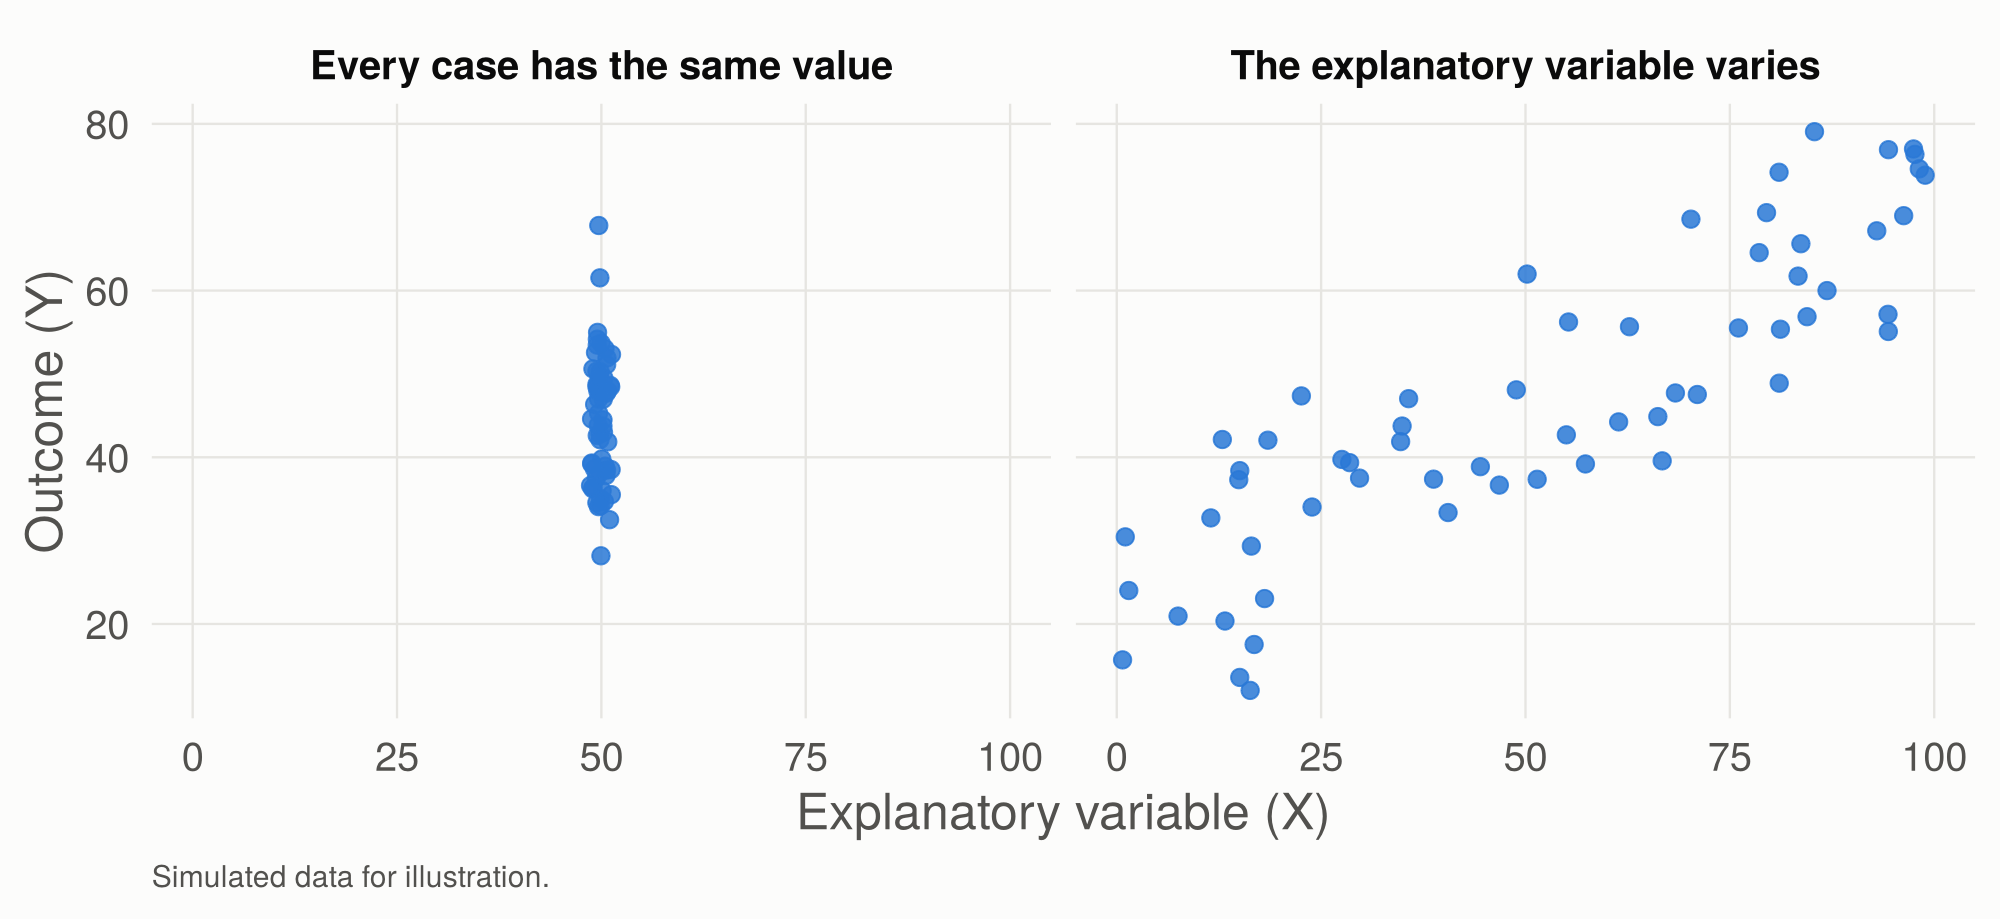 Every case has the same value
The explanatory variable varies
80
60
40
20
Outcome (Y)
0 25 50 75 100
0 25 50 75 100
Explanatory variable (X)
Simulated data for illustration.